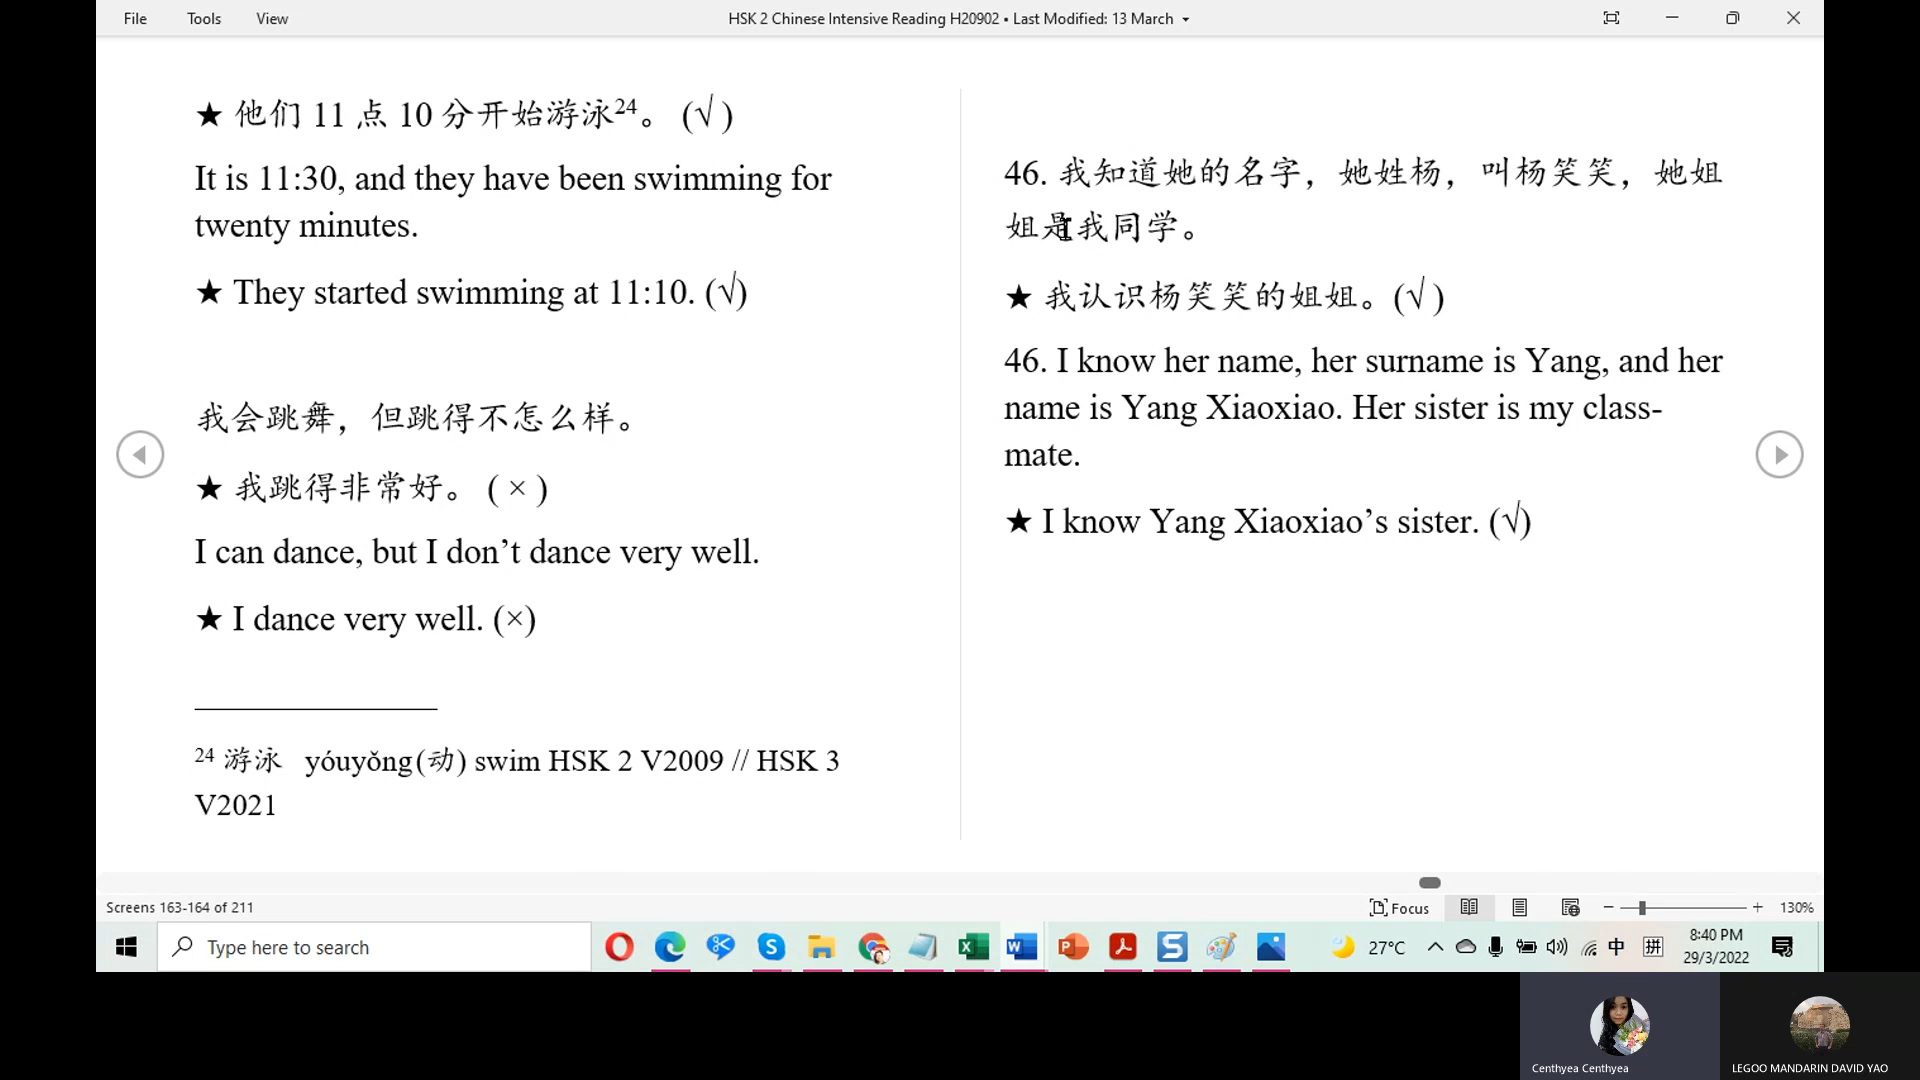 File Tools View
HSK 2 Chinese Intensive Reading H20902 • Last Modified: 13 March
★ 他们 11 点 10 分开始游泳24。 (√ )
It is 11:30, and they have been swimming for
twenty minutes.
★ They started swimming at 11:10. (√)
我会跳舞，但跳得不怎么样。
★ 我跳得非常好。 ( × )
I can dance, but I don’t dance very well.
★ I dance very well. (×)
24 游泳 yóuyǒng(动) swim HSK 2 V2009 // HSK 3
V2021
46. 我知道她的名字，她姓杨，叫杨笑笑，她姐
姐是我同学。
★ 我认识杨笑笑的姐姐。(√ )
46. I know her name, her surname is Yang, and her
name is Yang Xiaoxiao. Her sister is my class-
mate.
★ I know Yang Xiaoxiao’s sister. (√)
Screens 163-164 of 211
Focus
130%
Type here to search
27°C
中
拼
8:40 PM
29/3/2022
Centhyea Centhyea
LEGOO MANDARIN DAVID YAO